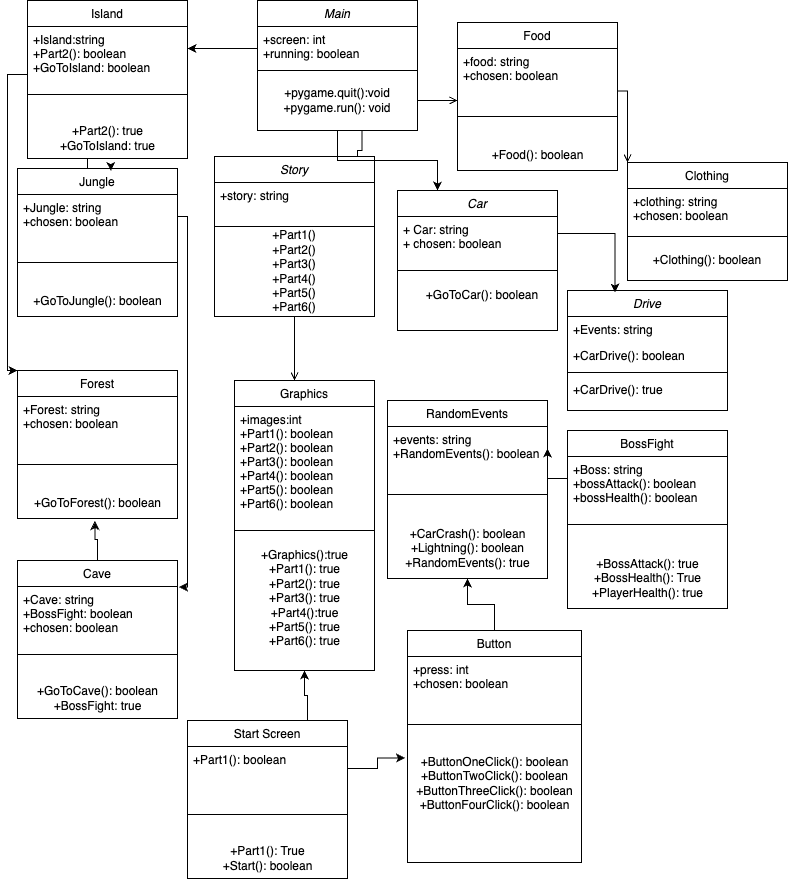 Island
+Island:string
+Part2(): boolean
+GoToIsland: boolean
+Part2(): true
+GoToIsland: true
Main
+screen: int
+running: boolean
+pygame.quit():void
+pygame.run(): void
Food
+food: string
+chosen: boolean
+Food(): boolean
Clothing
+clothing: string
+chosen: boolean
+Clothing(): boolean
Jungle
+Jungle: string
+chosen: boolean
+GoToJungle(): boolean
Story
+story: string
+Part1()
+Part2()
+Part3()
+Part4()
+Part5()
+Part6()
Car
+ Car: string
+ chosen: boolean
+GoToCar(): boolean
Drive
+Events: string
+CarDrive(): boolean
+CarDrive(): true
Forest
+Forest: string
+chosen: boolean
+GoToForest(): boolean
Graphics
+images:int
+Part1(): boolean
+Part2(): boolean
+Part3(): boolean
+Part4(): boolean
+Part5(): boolean
+Part6(): boolean
+Graphics():true
+Part1(): true
+Part2(): true
+Part3(): true
+Part4():true
+Part5(): true
+Part6(): true
RandomEvents
+events: string
+RandomEvents(): boolean
+CarCrash(): boolean
+Lightning(): boolean
+RandomEvents(): true
BossFight
+Boss: string
+bossAttack(): boolean
+bossHealth(): boolean
+BossAttack(): true
+BossHealth(): True
+PlayerHealth(): true
Cave
+Cave: string
+BossFight: boolean
+chosen: boolean
+GoToCave(): boolean
+BossFight: true
Button
+press: int
+chosen: boolean
+ButtonOneClick(): boolean
+ButtonTwoClick(): boolean
+ButtonThreeClick(): boolean
+ButtonFourClick(): boolean
Start Screen
+Part1(): boolean
+Part1(): True
+Start(): boolean